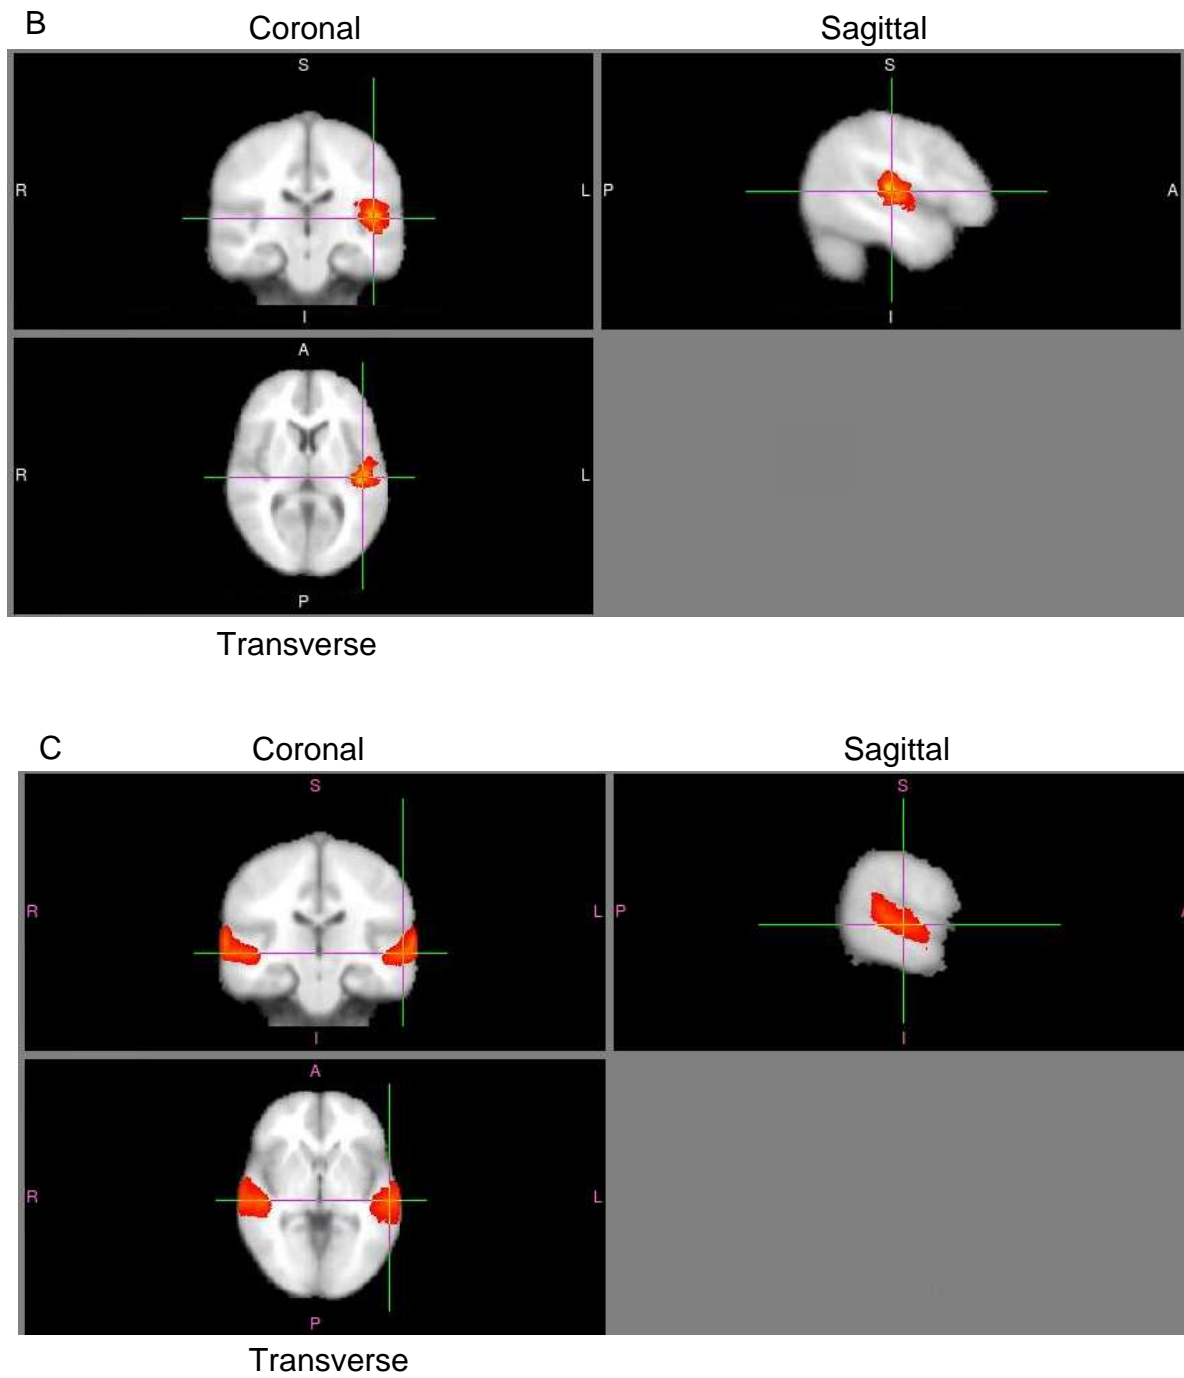 B
Coronal Sagittal
S S
R L P A
I I
A
R L
P
Transverse
C
Coronal Sagittal
S S
R L P
I I
A
R L
P
Transverse